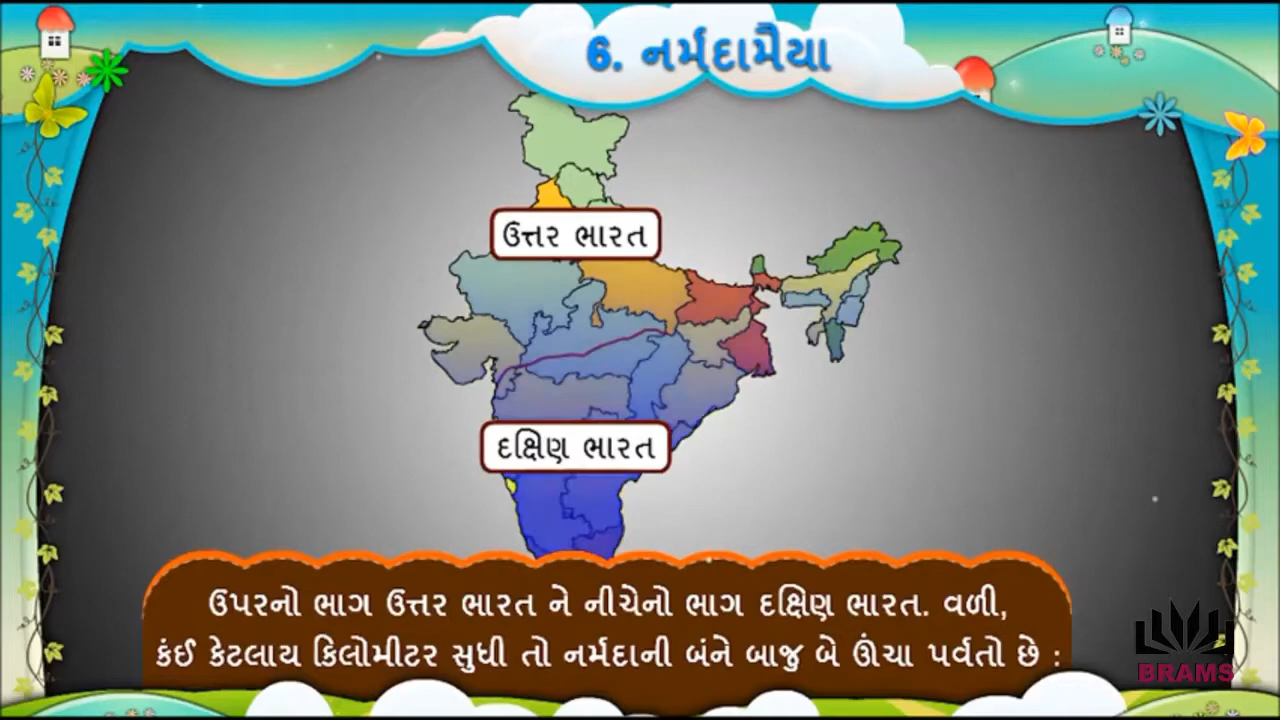 6. નર્મદામૈયા
ઉત્તર ભારત
દક્ષિણ ભારત
ઉપરનો ભાગ ઉત્તર ભારત ને નીચેનો ભાગ દક્ષિણ ભારત. વળી,
કંઈ કેટલાય કિલોમીટર સુધી તો નર્મદાની બંને બાજુ બે ઊંચા પર્વતો છે :
BRAMS